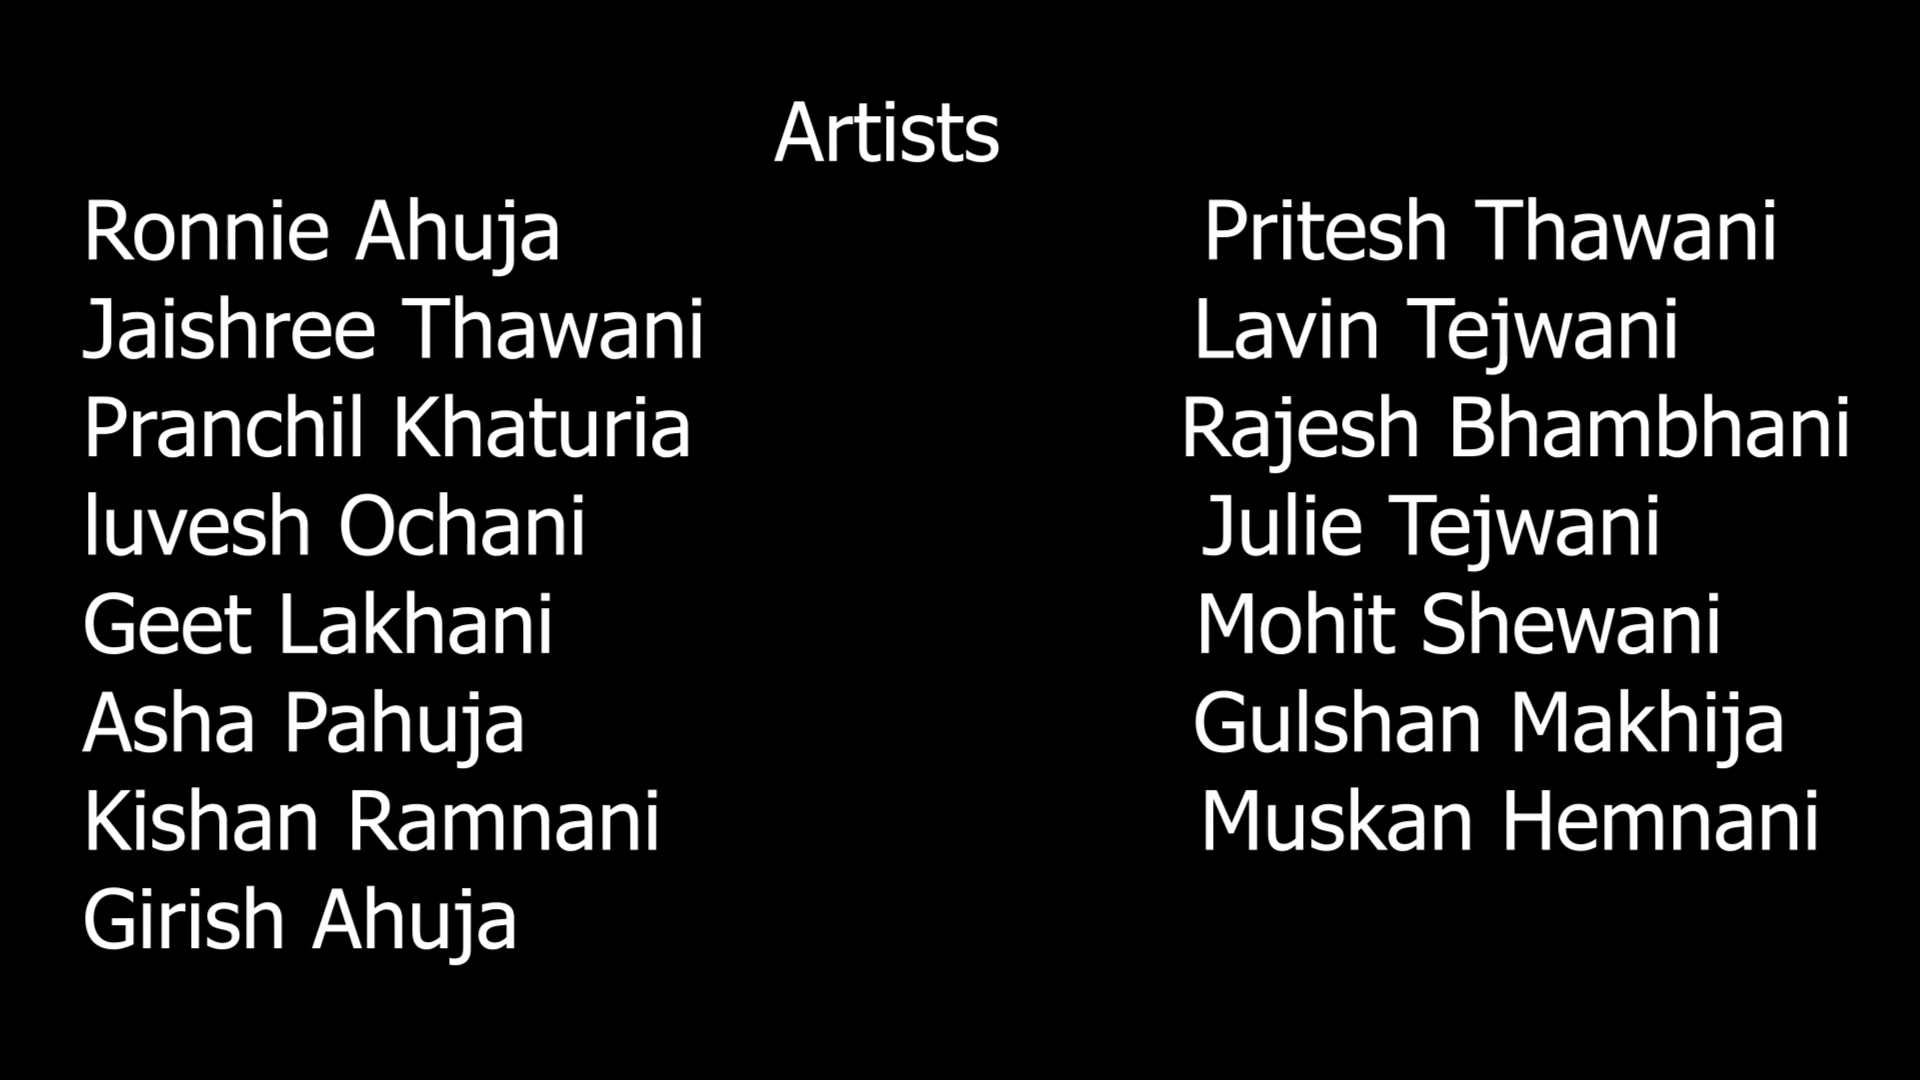 Artists
Ronnie Ahuja Pritesh Thawani
Jaishree Thawani Lavin Tejwani
Pranchil Khaturia Rajesh Bhambhani
luvesh Ochani Julie Tejwani
Geet Lakhani Mohit Shewani
Asha Pahuja Gulshan Makhija
Kishan Ramnani Muskan Hemnani
Girish Ahuja